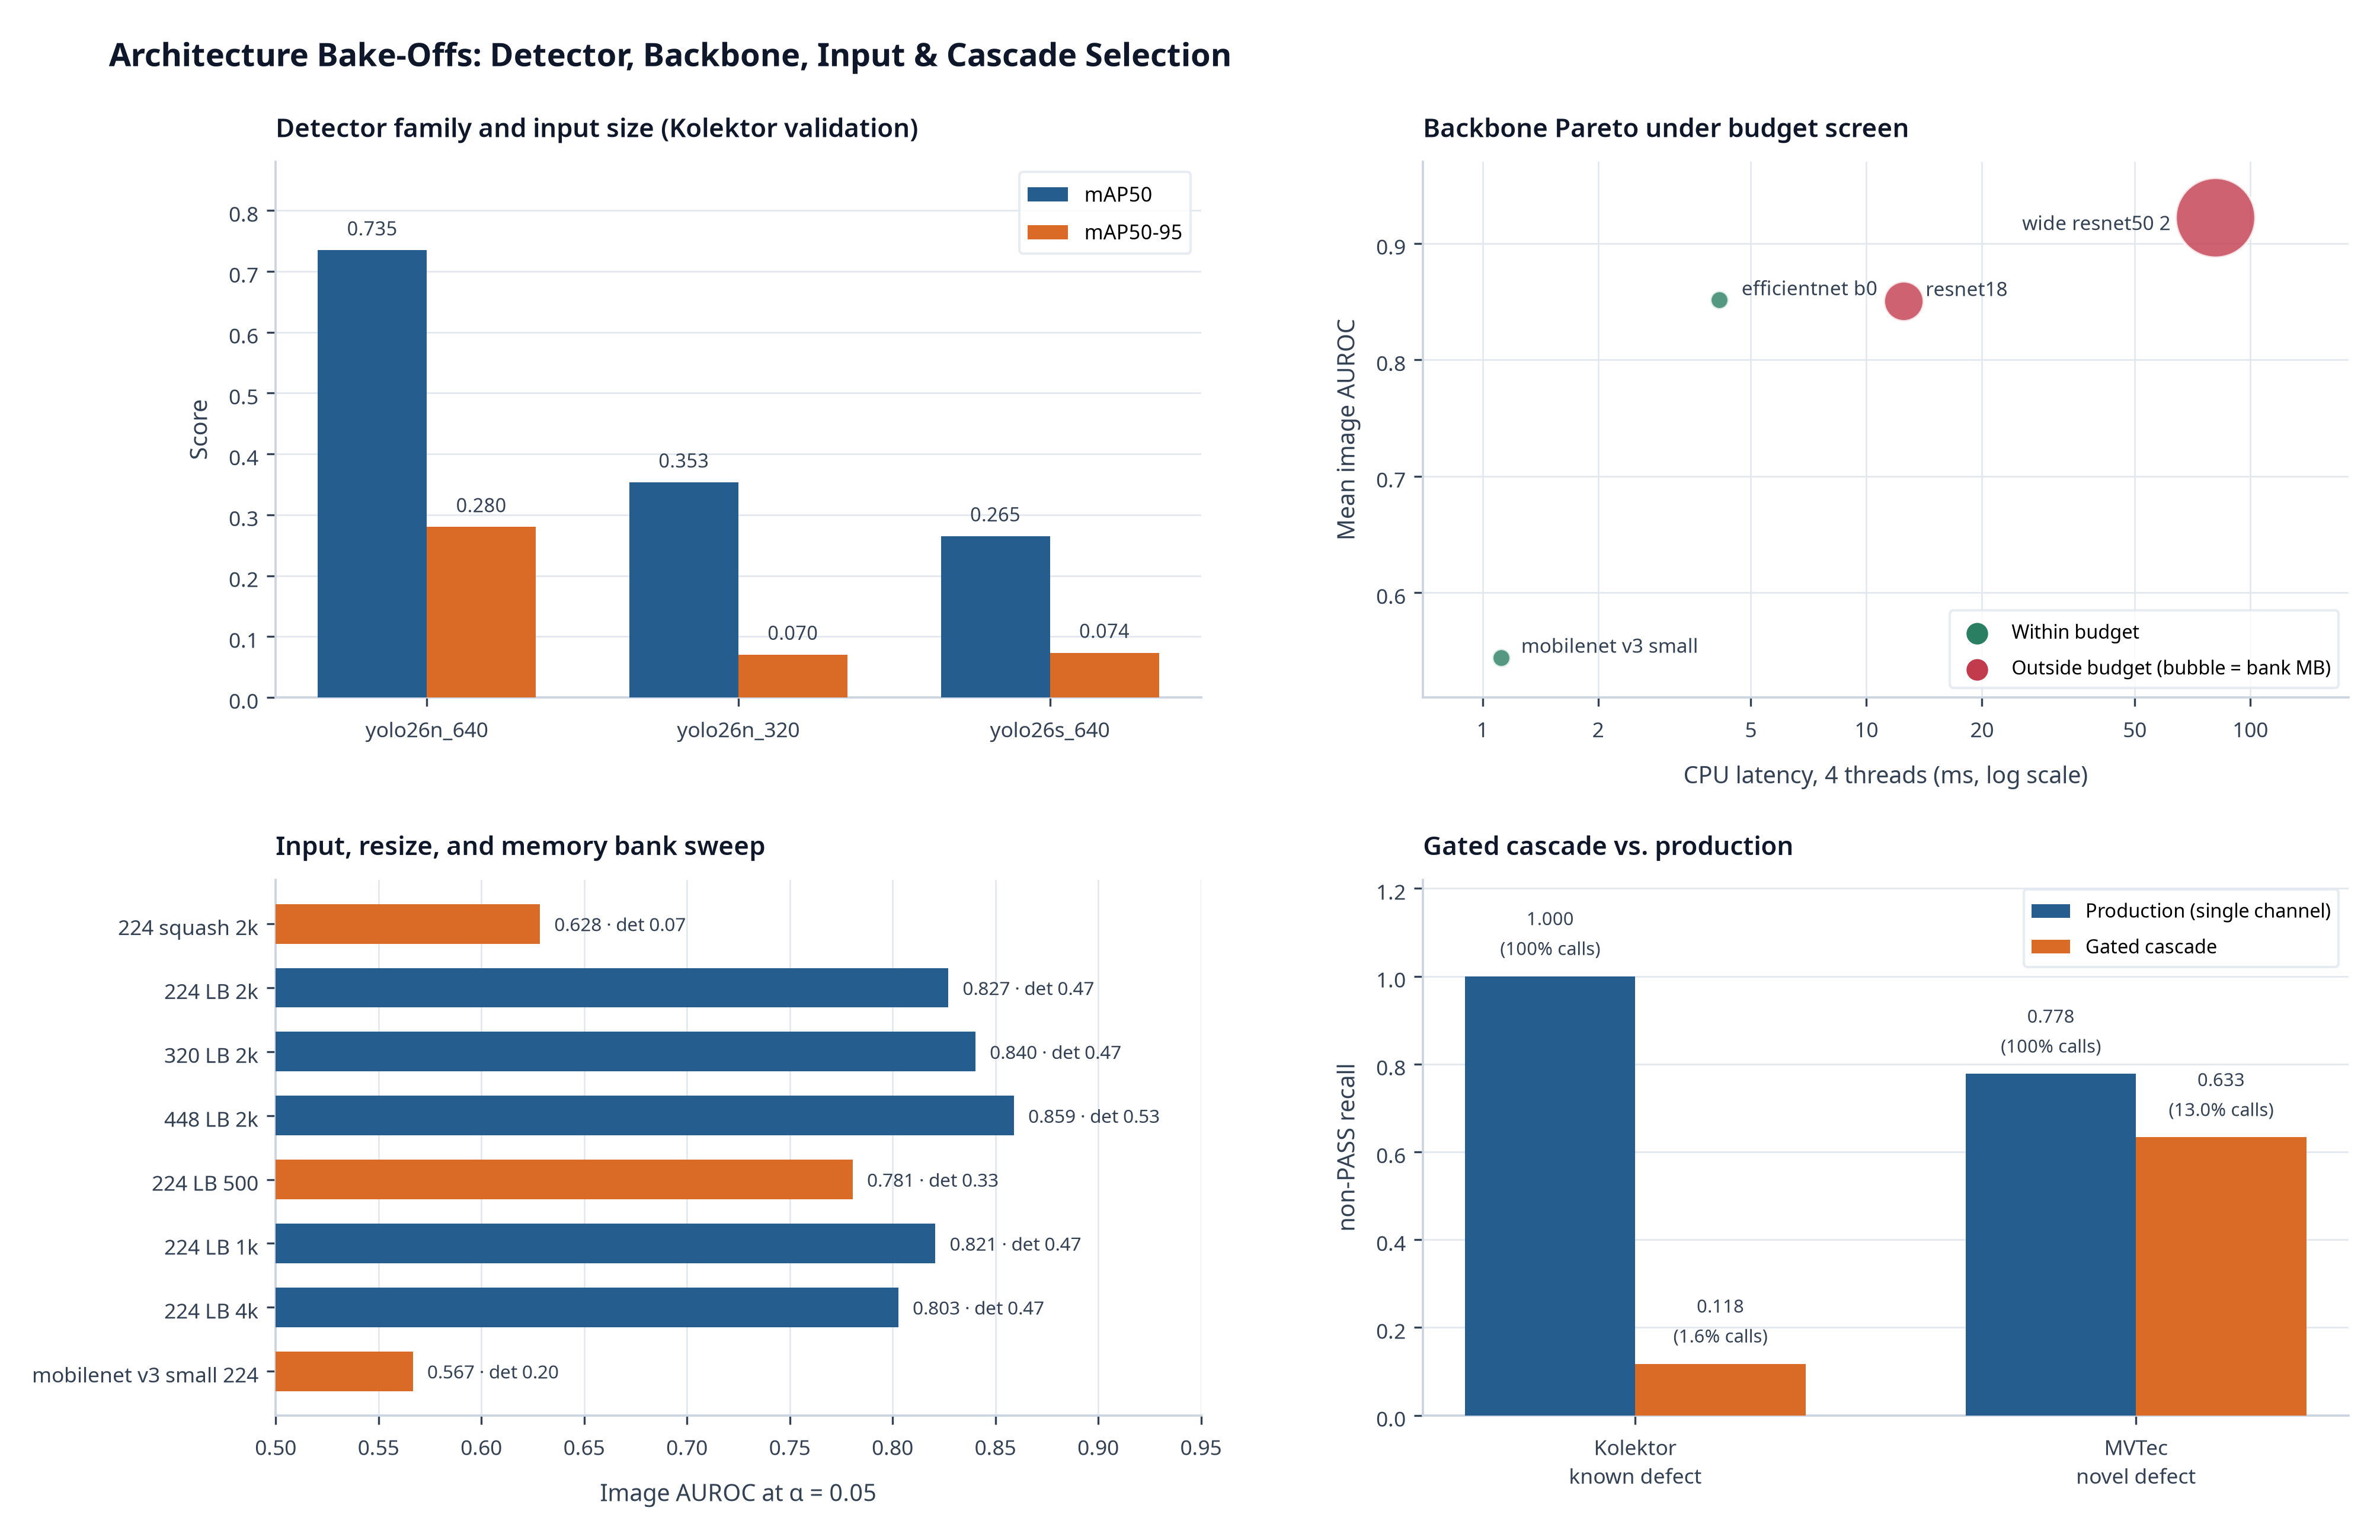 Architecture Bake-Offs: Detector, Backbone, Input & Cascade Selection
Detector family and input size (Kolektor validation)
mAP50
mAP50-95
0.735
0.280
0.353
0.070
0.265
0.074
Score
0.8
0.7
0.6
0.5
0.4
0.3
0.2
0.1
0.0
yolo26n_640
yolo26n_320
yolo26s_640
Backbone Pareto under budget screen
wide resnet50 2
efficientnet b0
resnet18
mobilenet v3 small
Within budget
Outside budget (bubble = bank MB)
Mean image AUROC
0.9
0.8
0.7
0.6
1
2
5
10
20
50
100
CPU latency, 4 threads (ms, log scale)
Input, resize, and memory bank sweep
224 squash 2k
0.628 · det 0.07
224 LB 2k
0.827 · det 0.47
320 LB 2k
0.840 · det 0.47
448 LB 2k
0.859 · det 0.53
224 LB 500
0.781 · det 0.33
224 LB 1k
0.821 · det 0.47
224 LB 4k
0.803 · det 0.47
mobilenet v3 small 224
0.567 · det 0.20
0.50
0.55
0.60
0.65
0.70
0.75
0.80
0.85
0.90
0.95
Image AUROC at α = 0.05
Gated cascade vs. production
Production (single channel)
Gated cascade
1.000
(100% calls)
0.118
(1.6% calls)
0.778
(100% calls)
0.633
(13.0% calls)
non-PASS recall
1.2
1.0
0.8
0.6
0.4
0.2
0.0
Kolektor
known defect
MVTec
novel defect